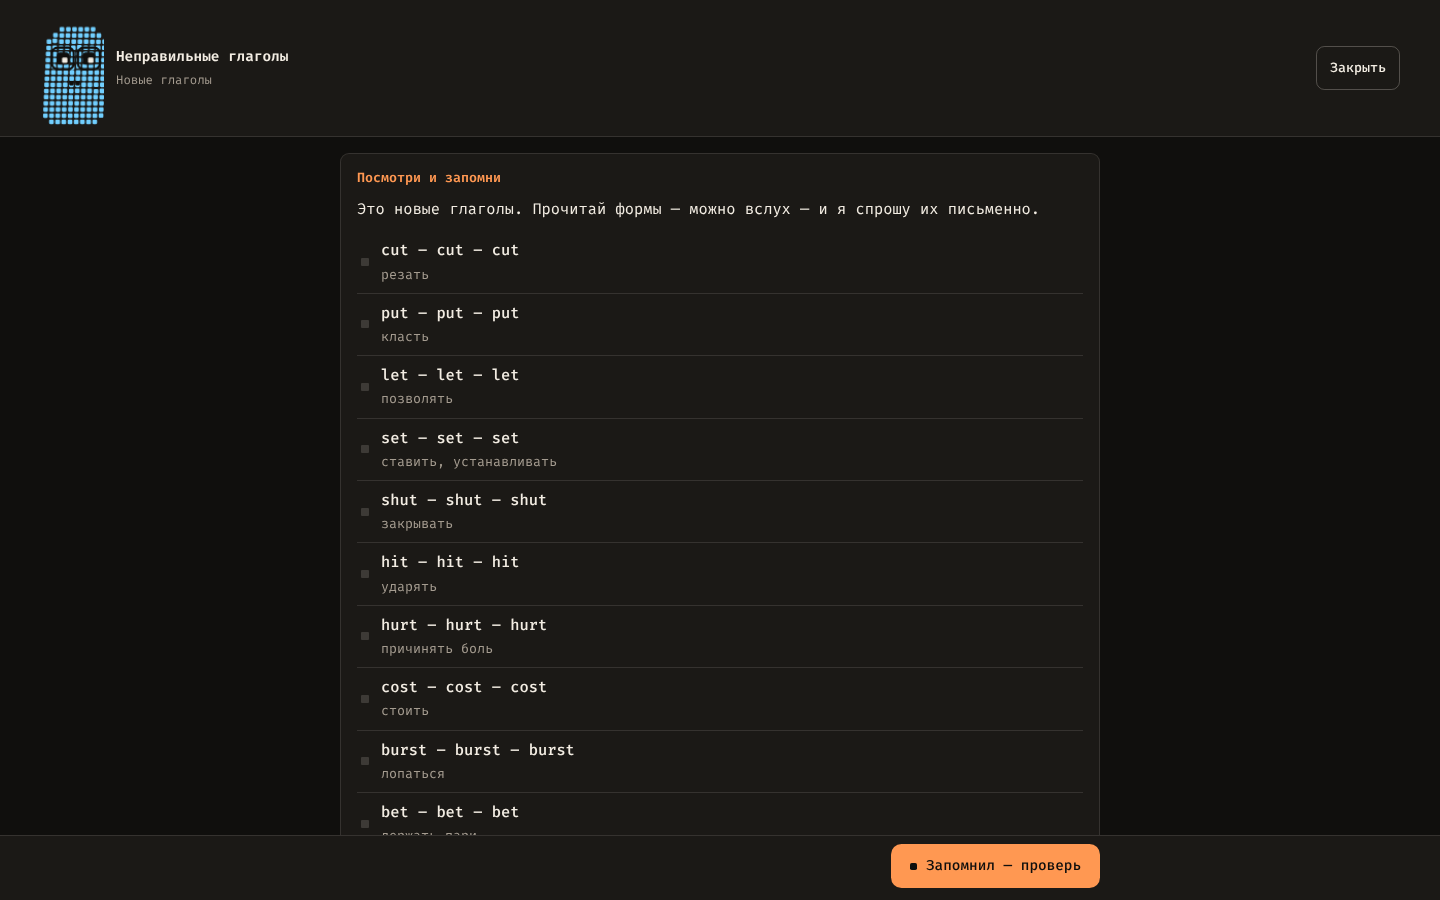 Неправильные глаголы
Новые глаголы
Закрыть
Посмотри и запомни
Это новые глаголы. Прочитай формы — можно вслух — и я спрошу их письменно.
cut — cut — cut
резать
put — put — put
класть
let — let — let
позволять
set — set — set
ставить, устанавливать
shut — shut — shut
закрывать
hit — hit — hit
ударять
hurt — hurt — hurt
причинять боль
cost — cost — cost
стоить
burst — burst — burst
лопаться
bet — bet — bet
держать пари
Запомнил — проверь